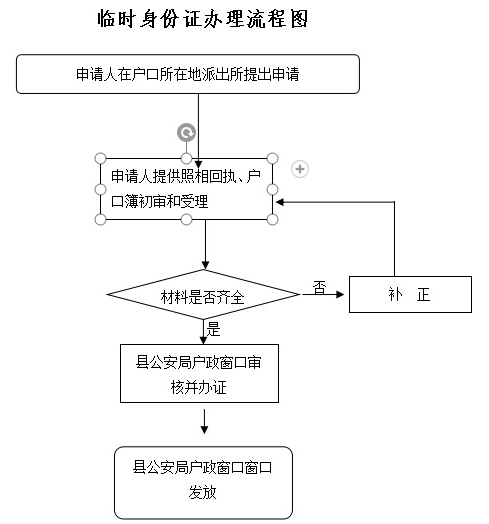 临时身份证办理流程图
申请人在户口所在地派出所提出申请
申请人提供照相回执、户
口簿初审和受理
材料是否齐全
否
补 正
是
县公安局户政窗口审
核并办证
县公安局户政窗口窗口
发放